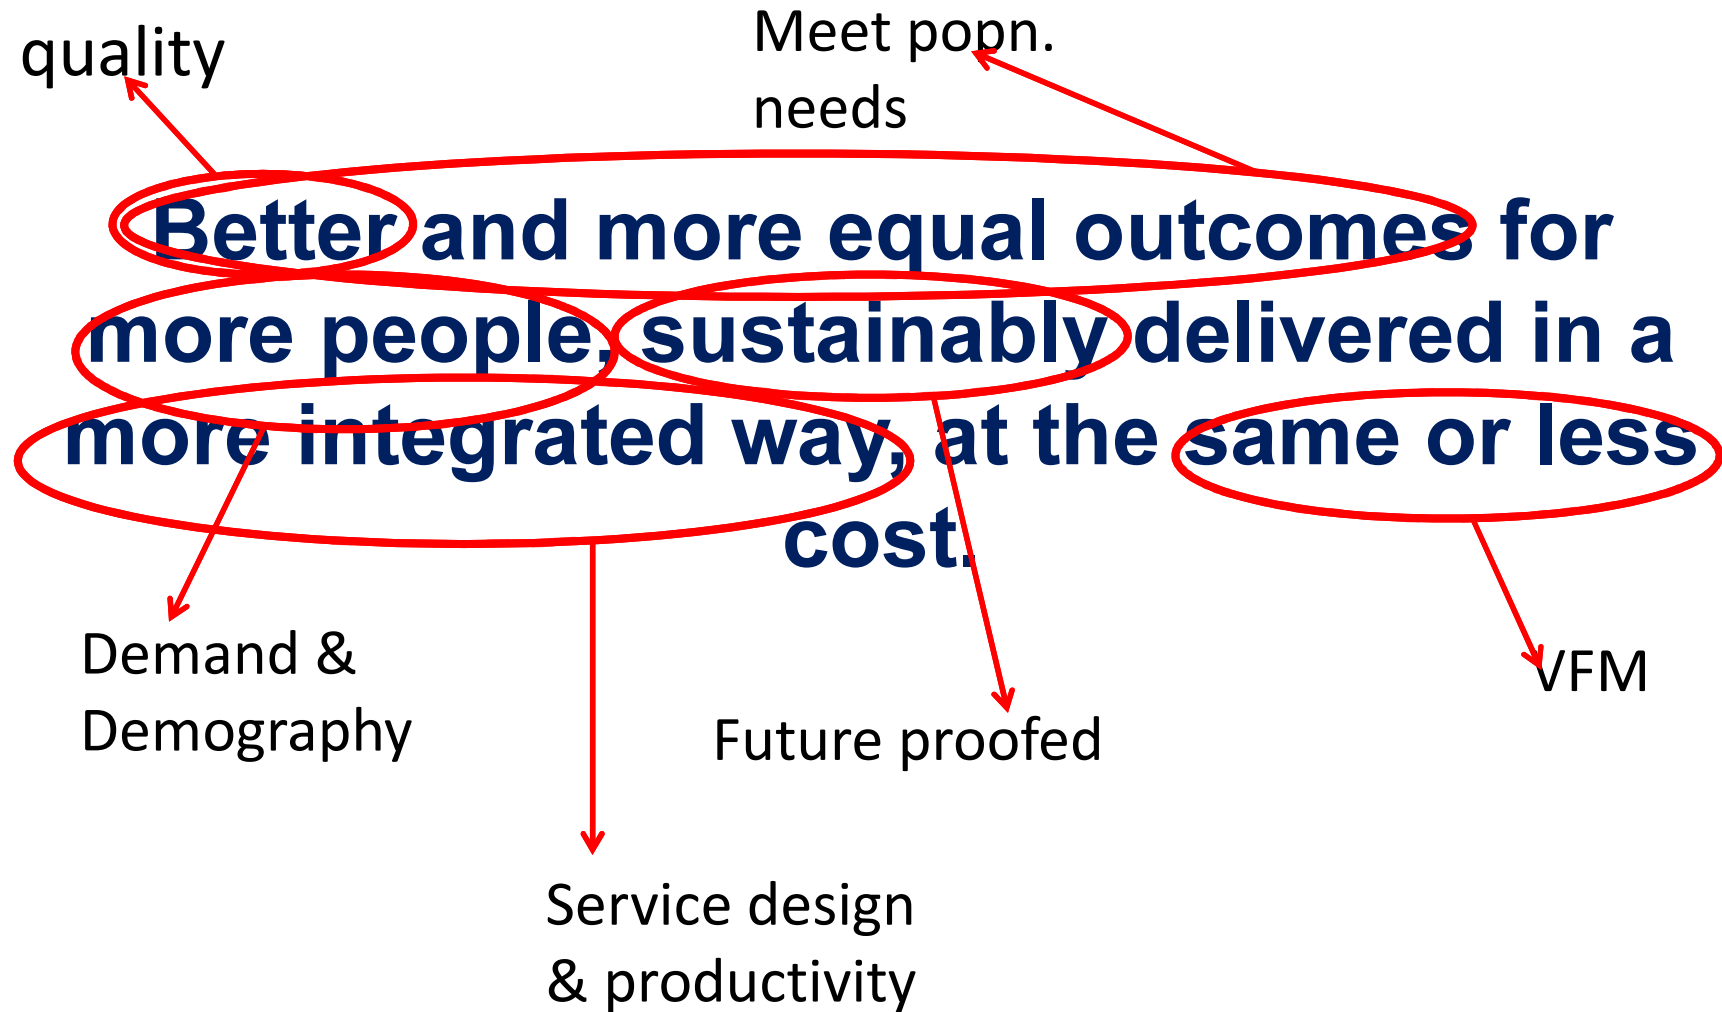 quality
Meet popn.
needs
Better and more equal outcomes for
more people, sustainably delivered in a
more integrated way, at the same or less
cost.
Demand &
Demography
VFM
Future proofed
Service design
& productivity